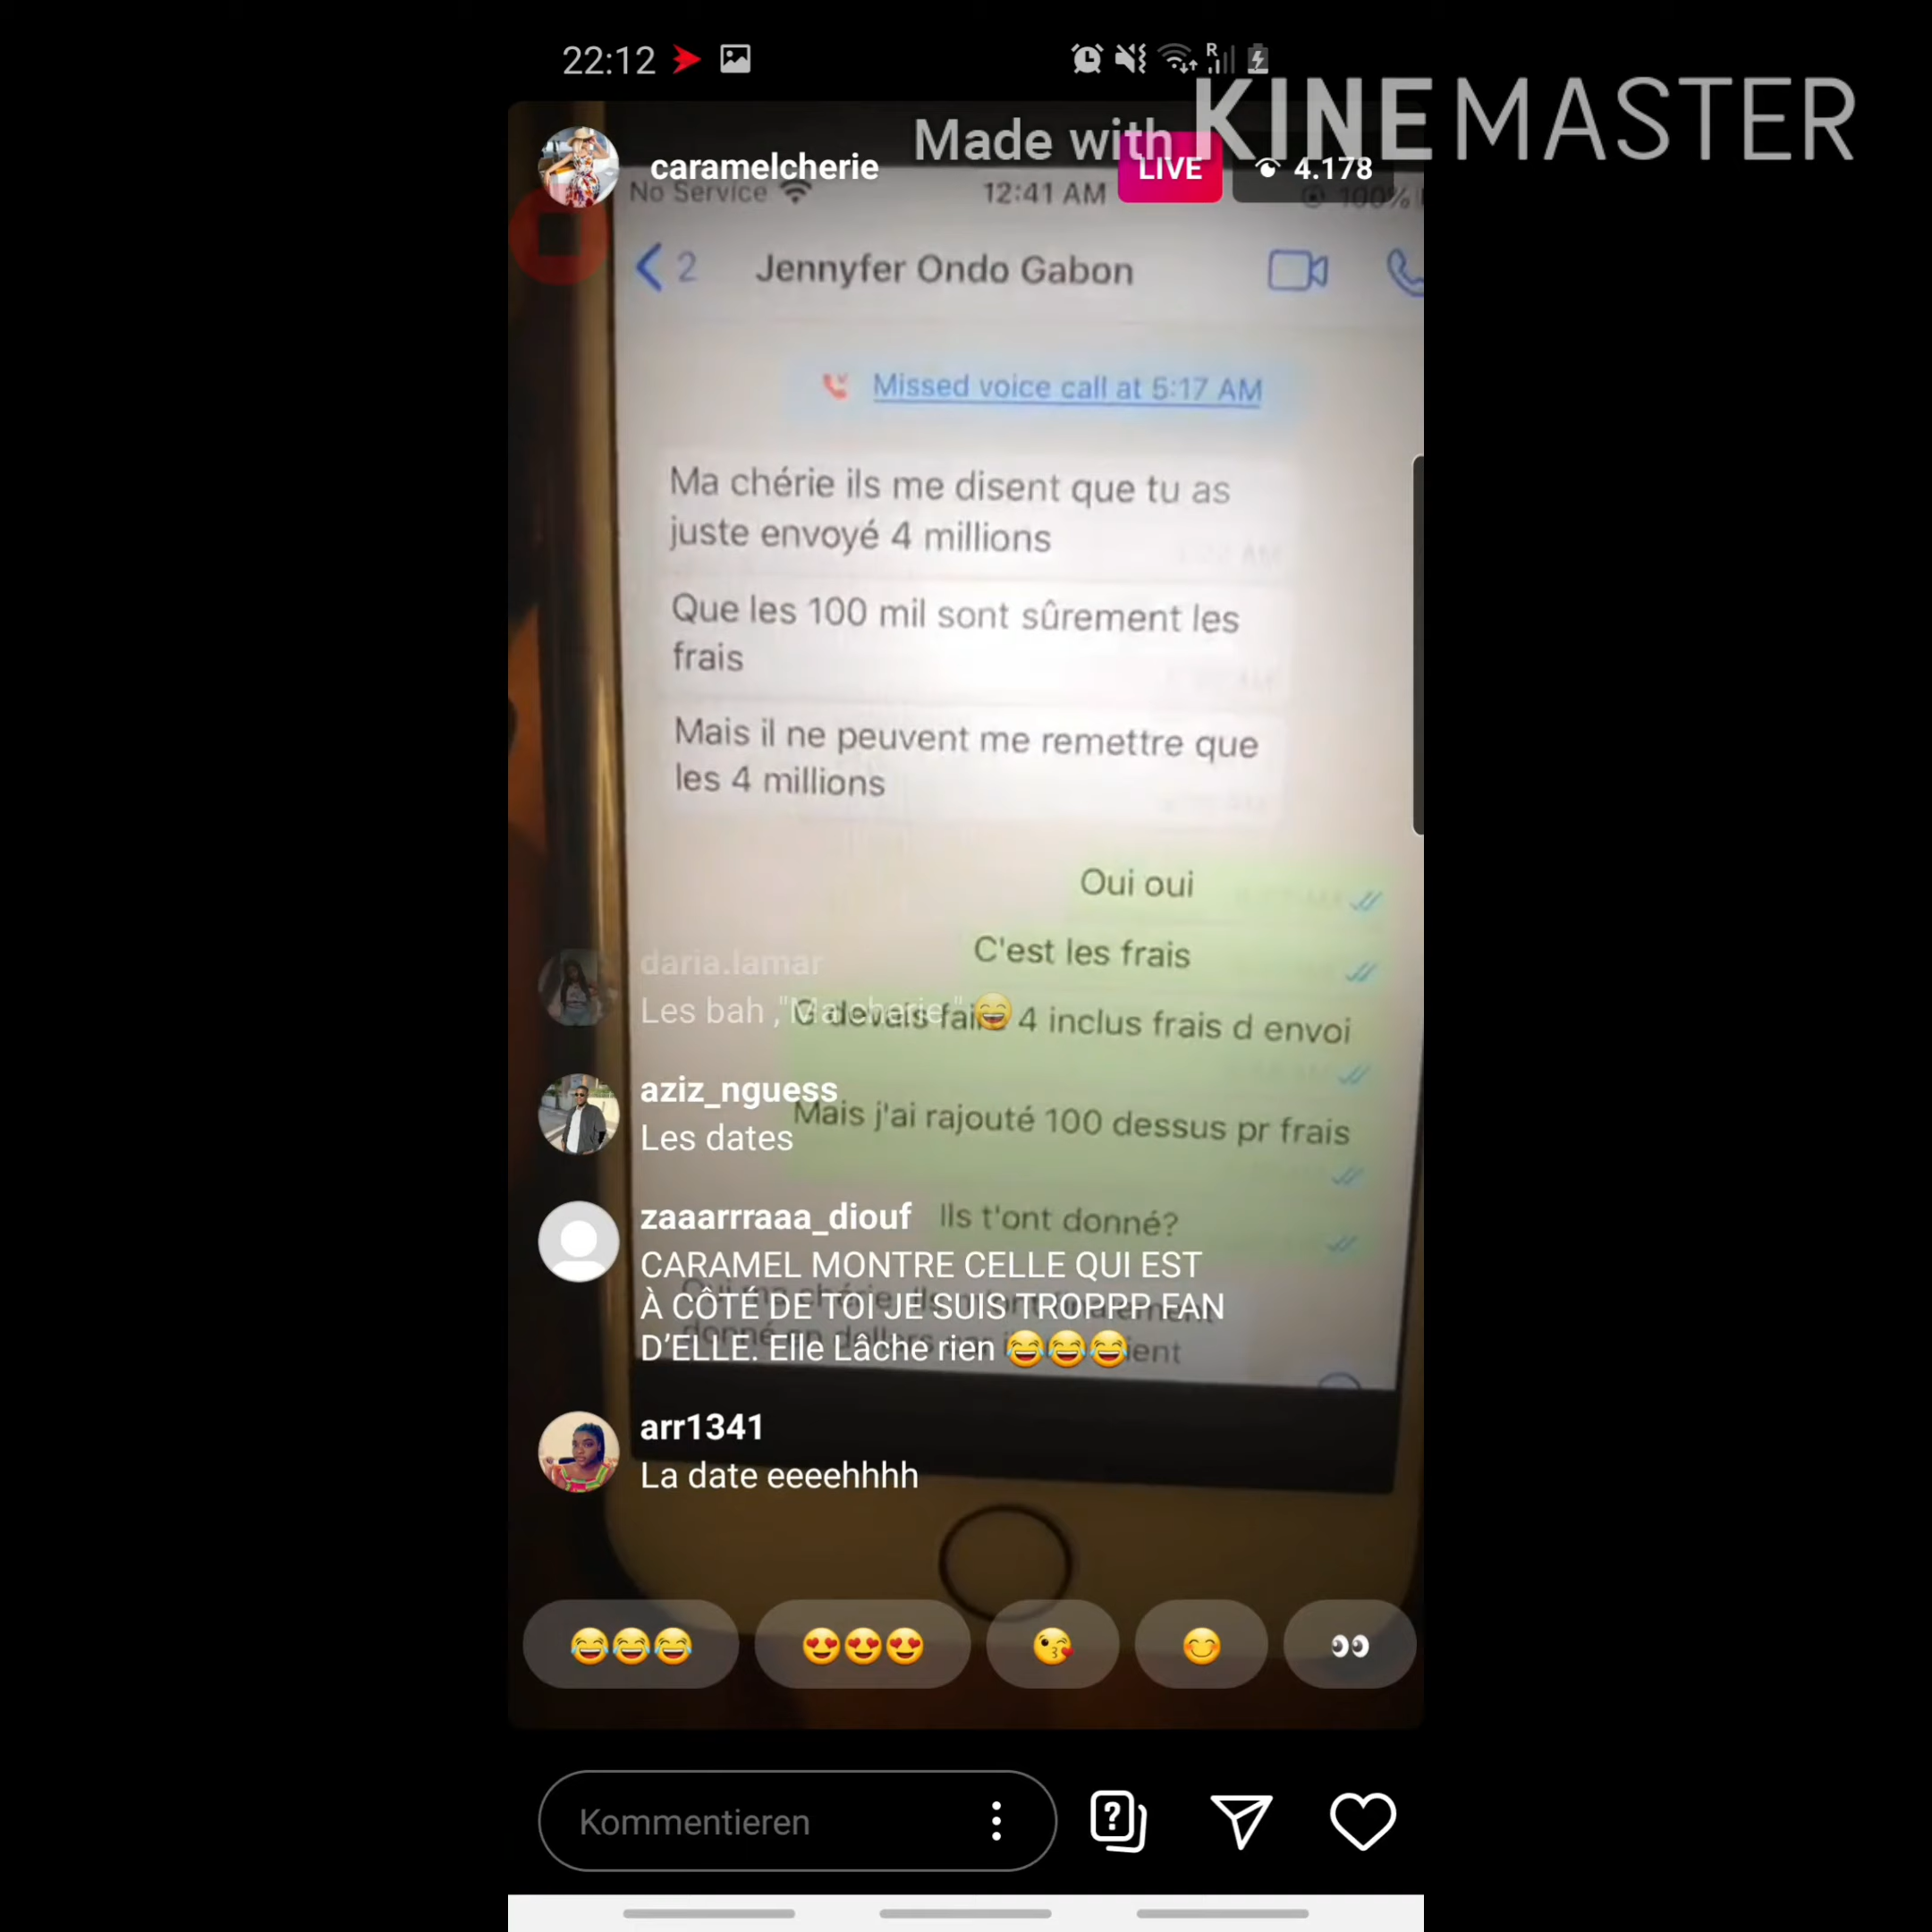 22:12
Made with KINEMASTER
caramelcherie
LIVE
4.178
No Service
12:41 AM
100%
2
Jennyfer Ondo Gabon
Missed voice call at 5:17 AM
Ma chérie ils me disent que tu as
juste envoyé 4 millions
Que les 100 mil sont sûrement les
frais
Mais il ne peuvent me remettre que
les 4 millions
Oui oui
C'est les frais
daria.lamar
Les bah ,"Ma cherie "😄
G devais faire 4 inclus frais d envoi
aziz_nguess
Les dates
Mais j'ai rajouté 100 dessus pr frais
zaaarrraaa_diouf
Ils t'ont donné?
CARAMEL MONTRE CELLE QUI EST
À CÔTÉ DE TOI JE SUIS TROPPP FAN
D'ELLE. Elle Lâche rien 😂😂😂
arr1341
La date eeeehhhh
😂😂😂
😍😍😍
😘
😊
👀
Kommentieren